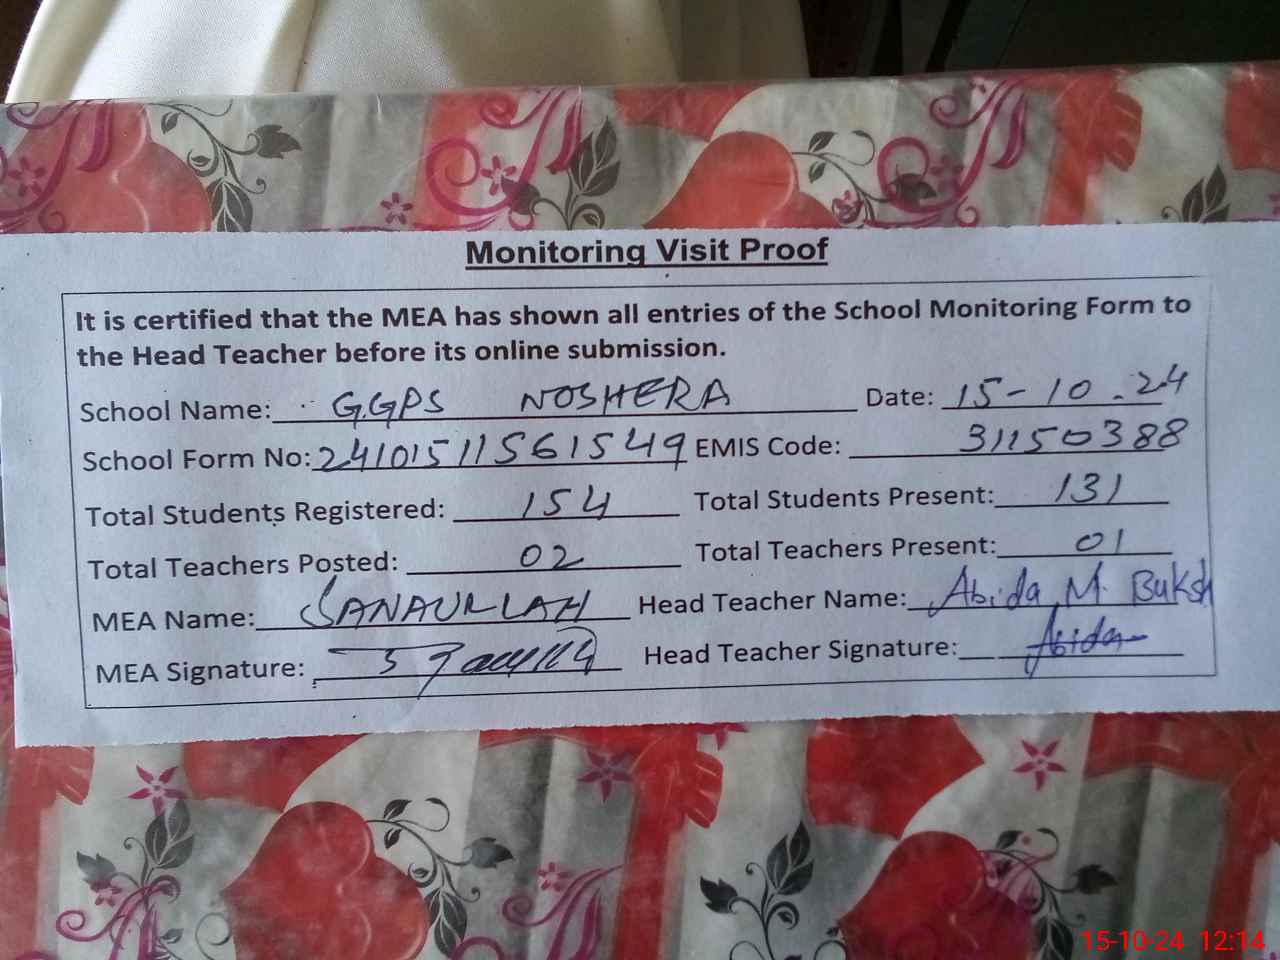 Monitoring Visit Proof
It is certified that the MEA has shown all entries of the School Monitoring Form to
the Head Teacher before its online submission.
School Name: G.GPS NOSHERA Date: 15-10.24
School Form No: 24101511561549 EMIS Code: 31150388
Total Students Registered: 154 Total Students Present: 131
Total Teachers Posted: 02 Total Teachers Present: 01
MEA Name: SANAULLAH Head Teacher Name: Abida M. Buksh
MEA Signature: Head Teacher Signature: Abida
15-10-24 12:14